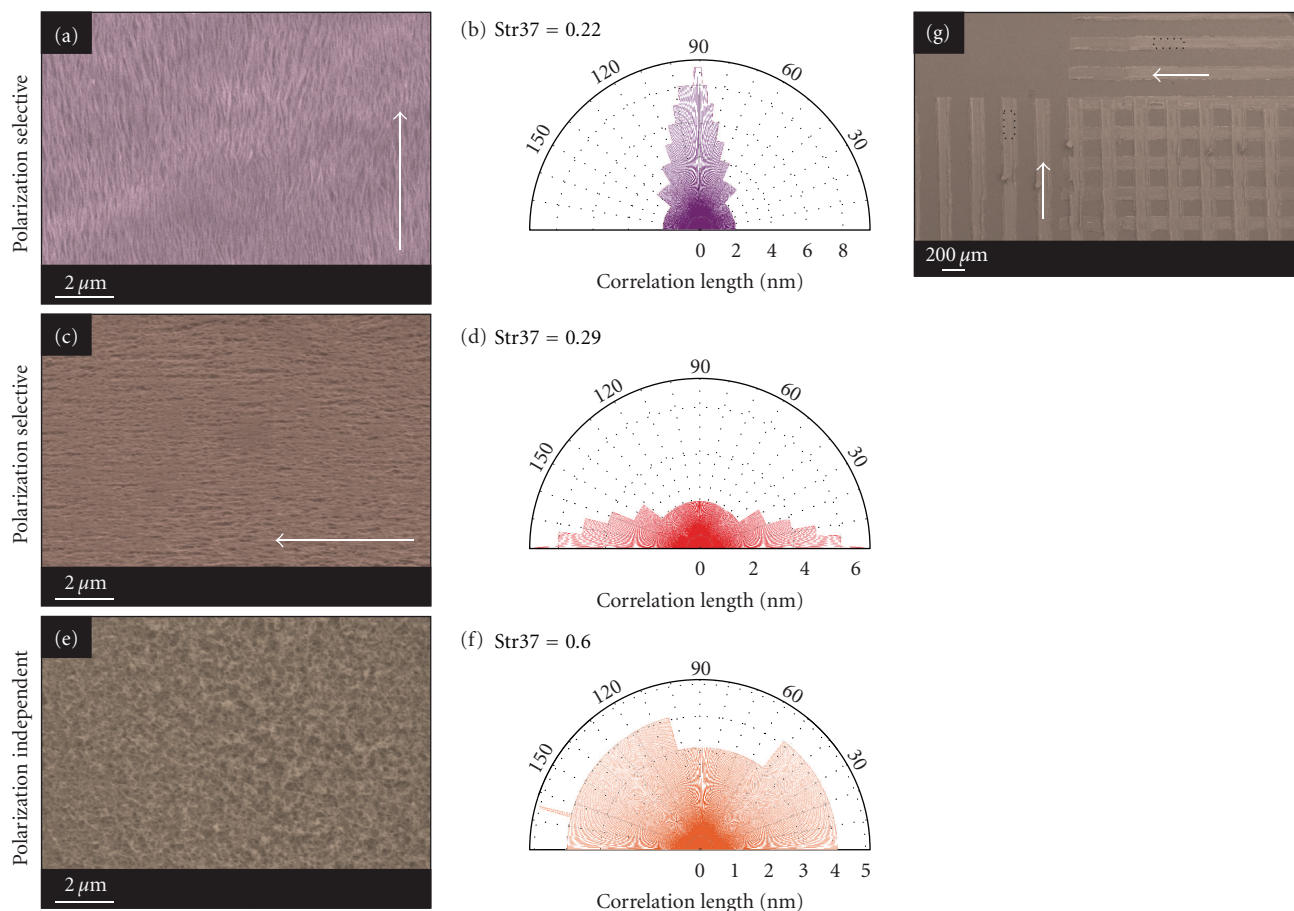 Polarization selective
(a)
2 µm
(b) Str37 = 0.22
90
120
60
150
30
0 2 4 6 8
Correlation length (nm)
(g)
200 µm
Polarization selective
(c)
2 µm
(d) Str37 = 0.29
90
120
60
150
30
0 2 4 6
Correlation length (nm)
Polarization independent
(e)
2 µm
(f) Str37 = 0.6
90
120
60
150
30
0 1 2 3 4 5
Correlation length (nm)